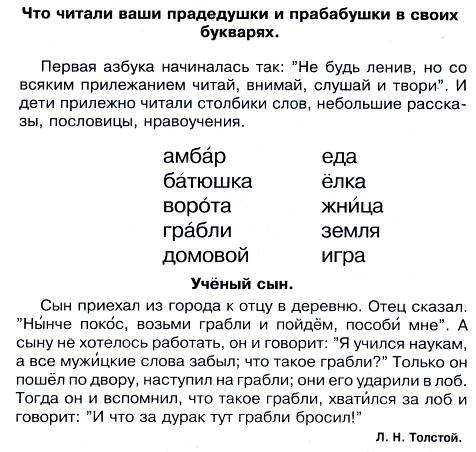 Что читали ваши прадедушки и прабабушки в своих
букварях.
Первая азбука начиналась так: ”Не будь ленив, но со
всяким прилежанием читай, внимай, слушай и твори”. И
дети прилежно читали столбики слов, небольшие расска-
зы, пословицы, нравоучения.
амба́р еда
ба́тюшка ёлка
воро́та жни́ца
гра́бли земля
домовой игра
Учёный сын.
Сын приехал из города к отцу в деревню. Отец сказал.
”Ны́нче поко́с, возьми грабли и пойдём, пособи́ мне”. А
сыну не хотелось работать, он и говорит: ”Я учился наукам,
а все мужи́цкие слова забыл; что такое грабли?” Только он
пошёл по двору, наступил на грабли; они его ударили в лоб.
Тогда он и вспомнил, что такое грабли, хвати́лся за лоб и
говорит: ”И что за дурак тут грабли бросил!”
Л. Н. Толстой.